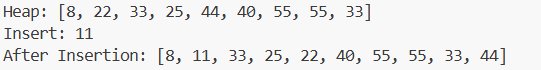 Heap: [8, 22, 33, 25, 44, 40, 55, 55, 33]
Insert: 11
After Insertion: [8, 11, 33, 25, 22, 40, 55, 55, 33, 44]